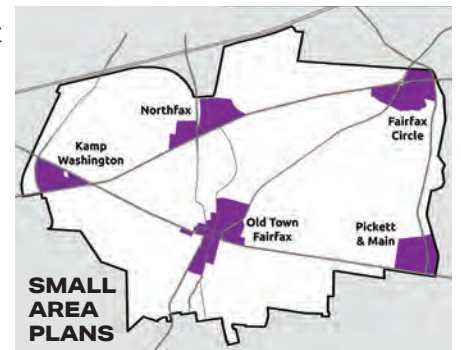 Northfax
Kamp
Washington
Fairfax
Circle
Old Town
Fairfax
Pickett
& Main
SMALL
AREA
PLANS